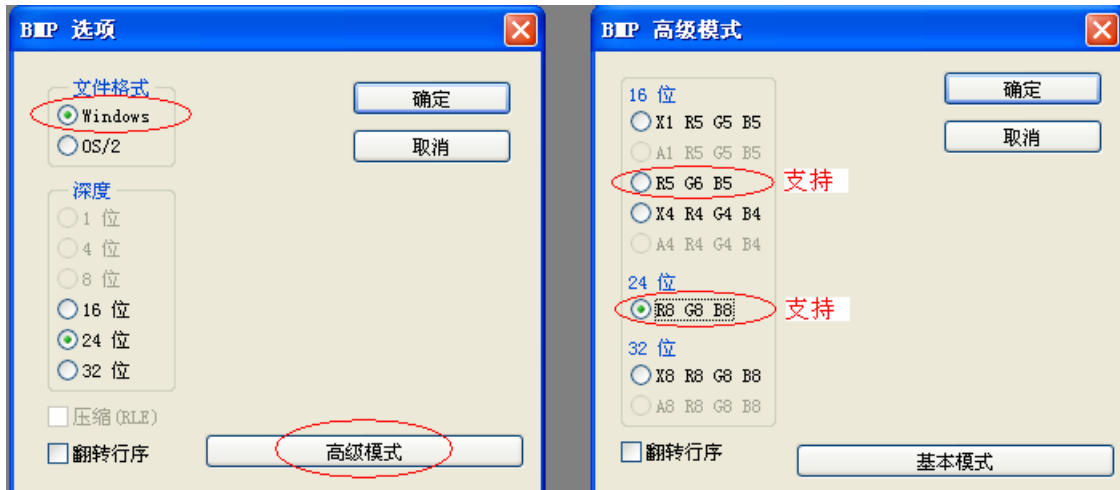 BMP 选项
文件格式
Windows
OS/2
确定
取消
深度
1 位
4 位
8 位
16 位
24 位
32 位
压缩(RLE)
翻转行序
高级模式
BMP 高级模式
16 位
X1 R5 G5 B5
A1 R5 G5 B5
R5 G6 B5 支持
X4 R4 G4 B4
A4 R4 G4 B4
24 位
R8 G8 B8 支持
32 位
X8 R8 G8 B8
A8 R8 G8 B8
确定
取消
翻转行序
基本模式